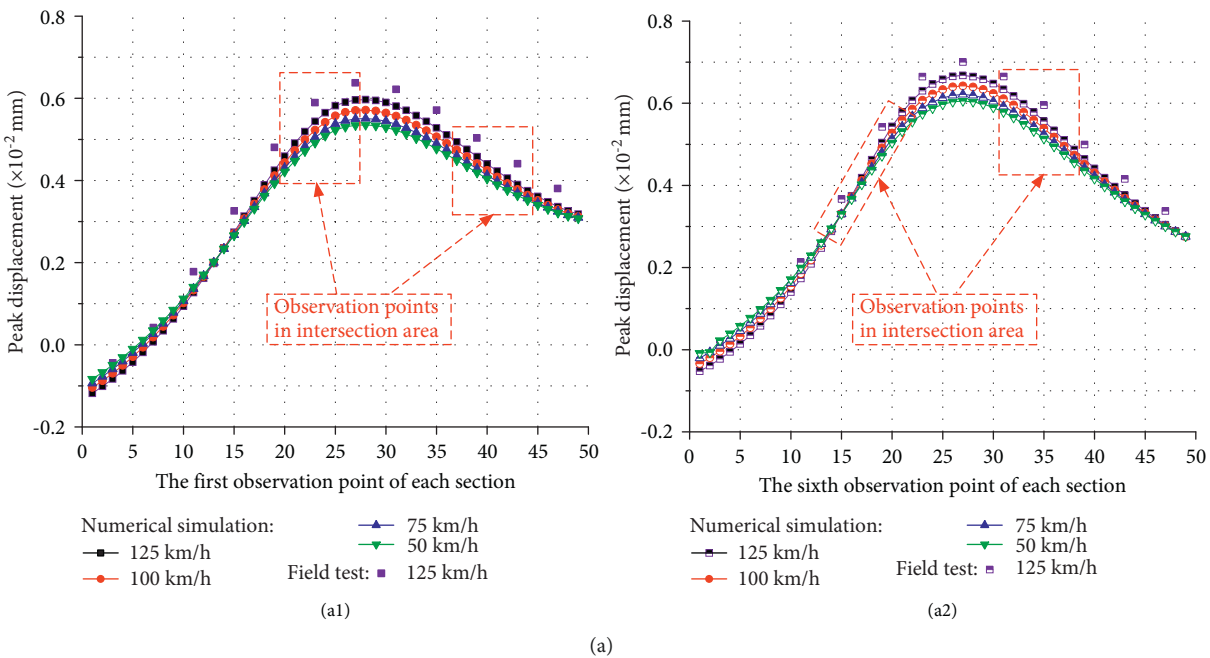 0.8
0.6
0.4
0.2
0.0
-0.2
Peak displacement (×10-2 mm)
Observation points
in intersection area
0 5 10 15 20 25 30 35 40 45 50
The first observation point of each section
Numerical simulation:
125 km/h
100 km/h
75 km/h
50 km/h
Field test: 125 km/h
(a1)
0.8
0.6
0.4
0.2
0.0
-0.2
Peak displacement (×10-2 mm)
Observation points
in intersection area
0 5 10 15 20 25 30 35 40 45 50
The sixth observation point of each section
Numerical simulation:
125 km/h
100 km/h
75 km/h
50 km/h
Field test: 125 km/h
(a2)
(a)